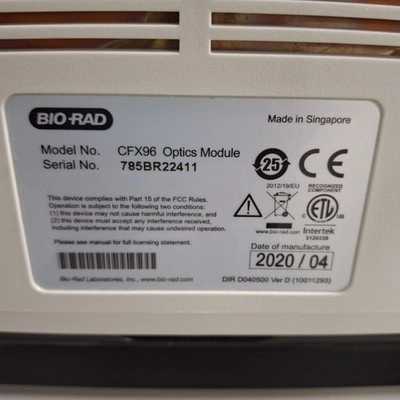 BIO-RAD
Made in Singapore
Model No. CFX96 Optics Module
Serial No. 785BR22411
25
CE
2012/19/EU
RECOGNIZED
COMPONENT
This device complies with Part 15 of the FCC Rules.
Operation is subject to the following two conditions:
(1) this device may not cause harmful interference, and
(2) this device must accept any interference received,
including interference that may cause undesired operation.
Please see manual for full licensing statement.
www.bio-rad.com
ETL
Intertek
Date of manufacture
2020 / 04
Bio-Rad Laboratories, Inc., www.bio-rad.com
DIR D040500 Ver D (10011293)